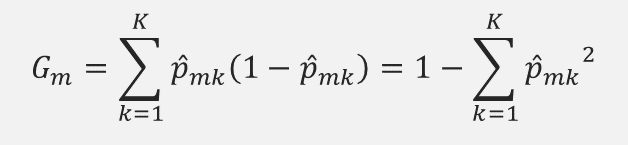 G_m = \sum_{k=1}^{K} \hat{p}_{mk}(1 - \hat{p}_{mk}) = 1 - \sum_{k=1}^{K} \hat{p}_{mk}^2